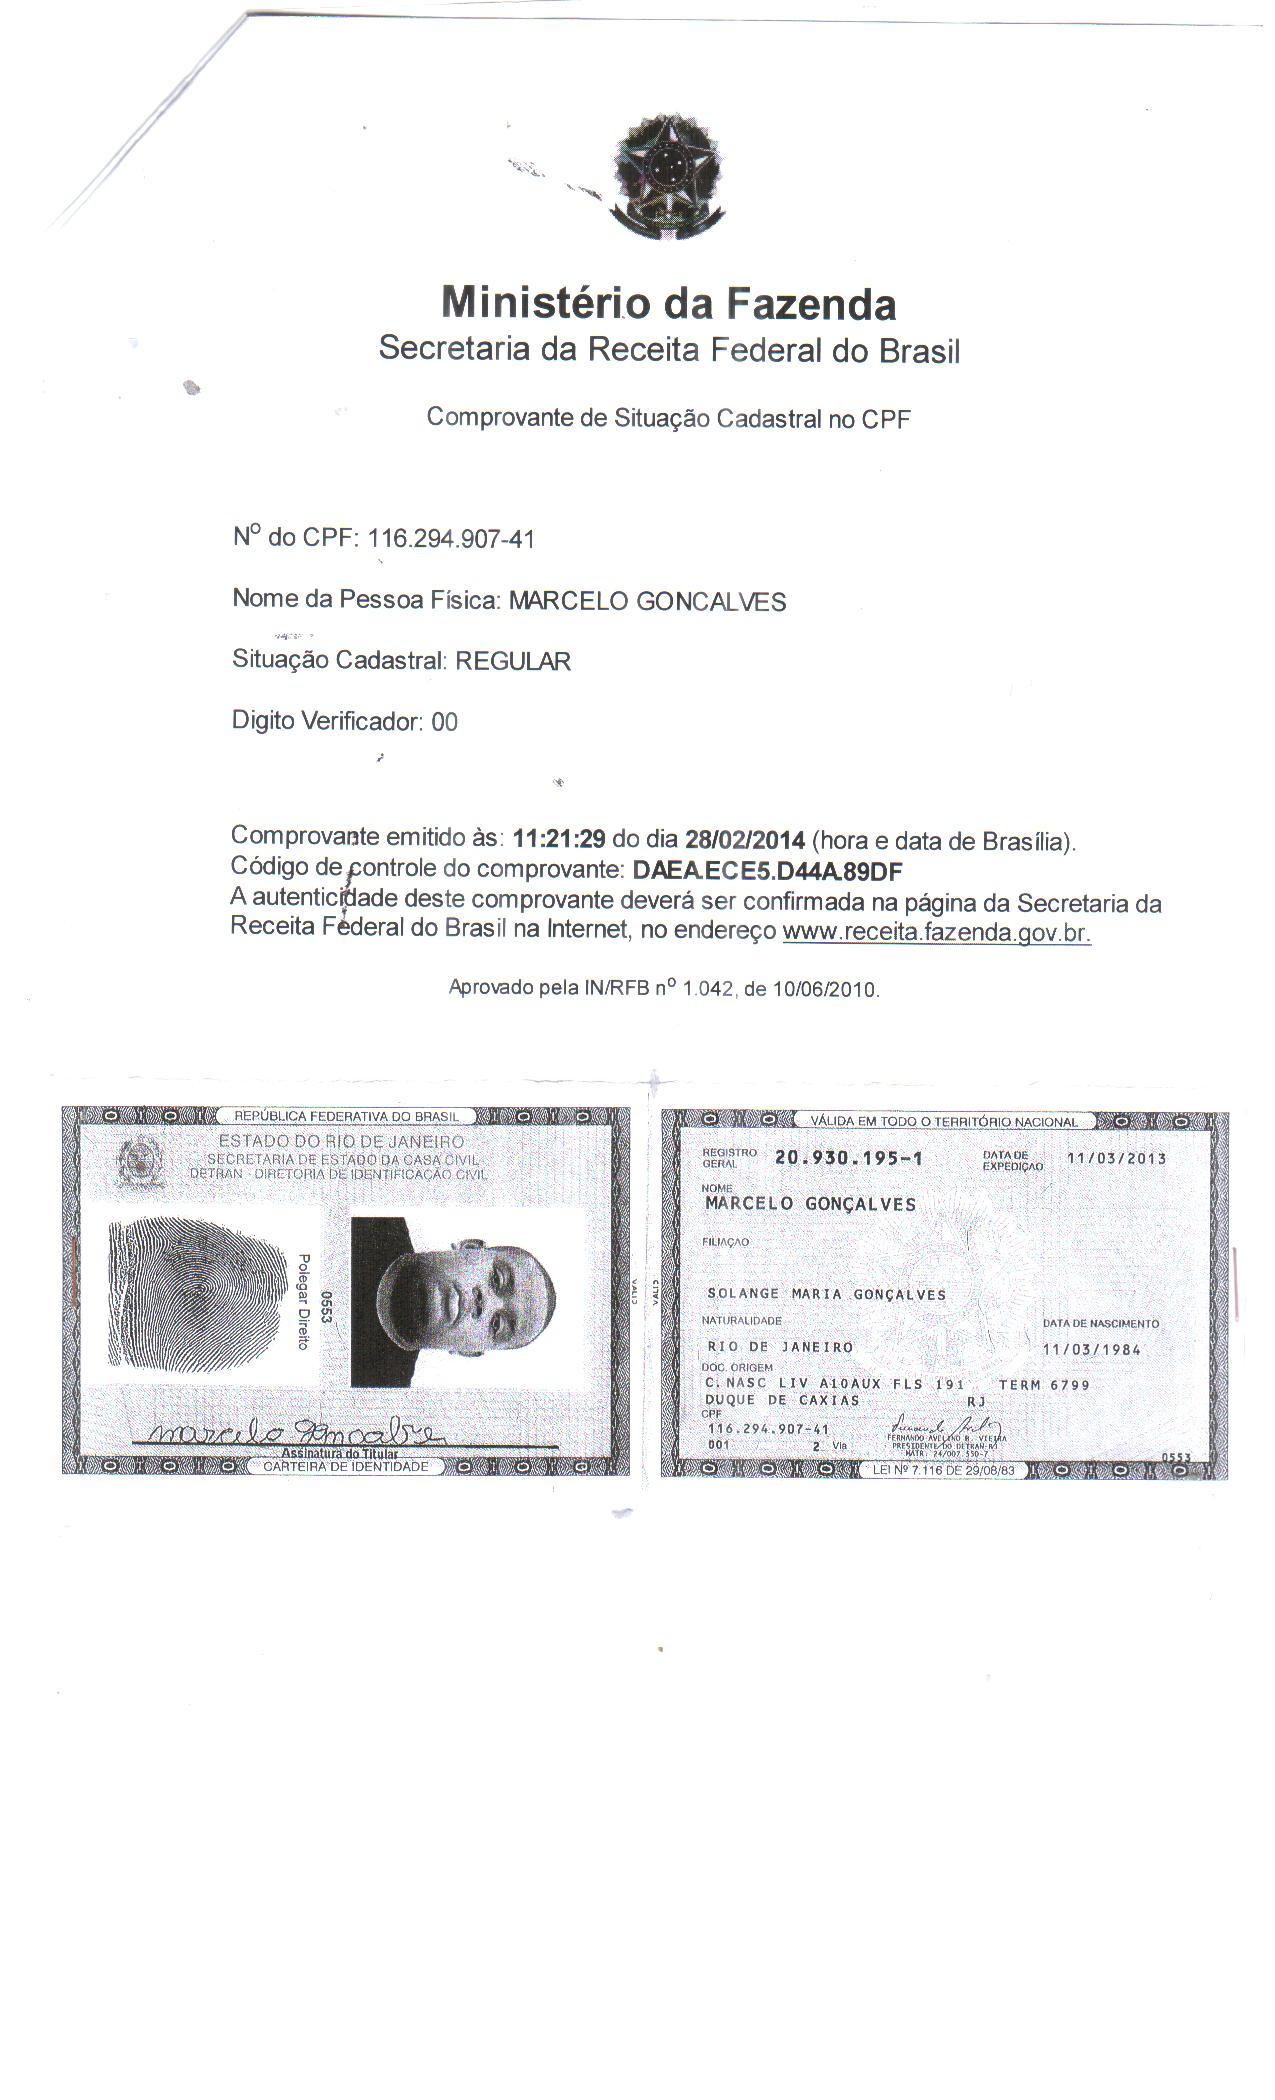 Ministério da Fazenda
Secretaria da Receita Federal do Brasil
Comprovante de Situação Cadastral no CPF
Nº do CPF: 116.294.907-41
Nome da Pessoa Física: MARCELO GONCALVES
Situação Cadastral: REGULAR
Digito Verificador: 00
Comprovante emitido às: 11:21:29 do dia 28/02/2014 (hora e data de Brasília).
Código de controle do comprovante: DAEA.ECE5.D44A.89DF
A autenticidade deste comprovante deverá ser confirmada na página da Secretaria da
Receita Federal do Brasil na Internet, no endereço www.receita.fazenda.gov.br.
Aprovado pela IN/RFB nº 1.042, de 10/06/2010.
REPÚBLICA FEDERATIVA DO BRASIL
ESTADO DO RIO DE JANEIRO
SECRETARIA DE ESTADO DA CASA CIVIL
DETRAN - DIRETORIA DE IDENTIFICAÇÃO CIVIL
0553
Polegar Direito
marcelo Gonçalves
Assinatura do Titular
CARTEIRA DE IDENTIDADE
VÁLIDA EM TODO O TERRITÓRIO NACIONAL
REGISTRO GERAL 20.930.195-1 DATA DE EXPEDIÇÃO 11/03/2013
NOME
MARCELO GONÇALVES
FILIAÇÃO
SOLANGE MARIA GONÇALVES
NATURALIDADE DATA DE NASCIMENTO
RIO DE JANEIRO 11/03/1984
DOC. ORIGEM
C.NASC LIV A10AUX FLS 191 TERM 6799
DUQUE DE CAXIAS RJ
CPF
116.294.907-41
001 2 Via
FERNANDO AVELINO B. VIEIRA
PRESIDENTE DO DETRAN-RJ
MATR: 24/007.550-7
0553
LEI Nº 7.116 DE 29/08/83